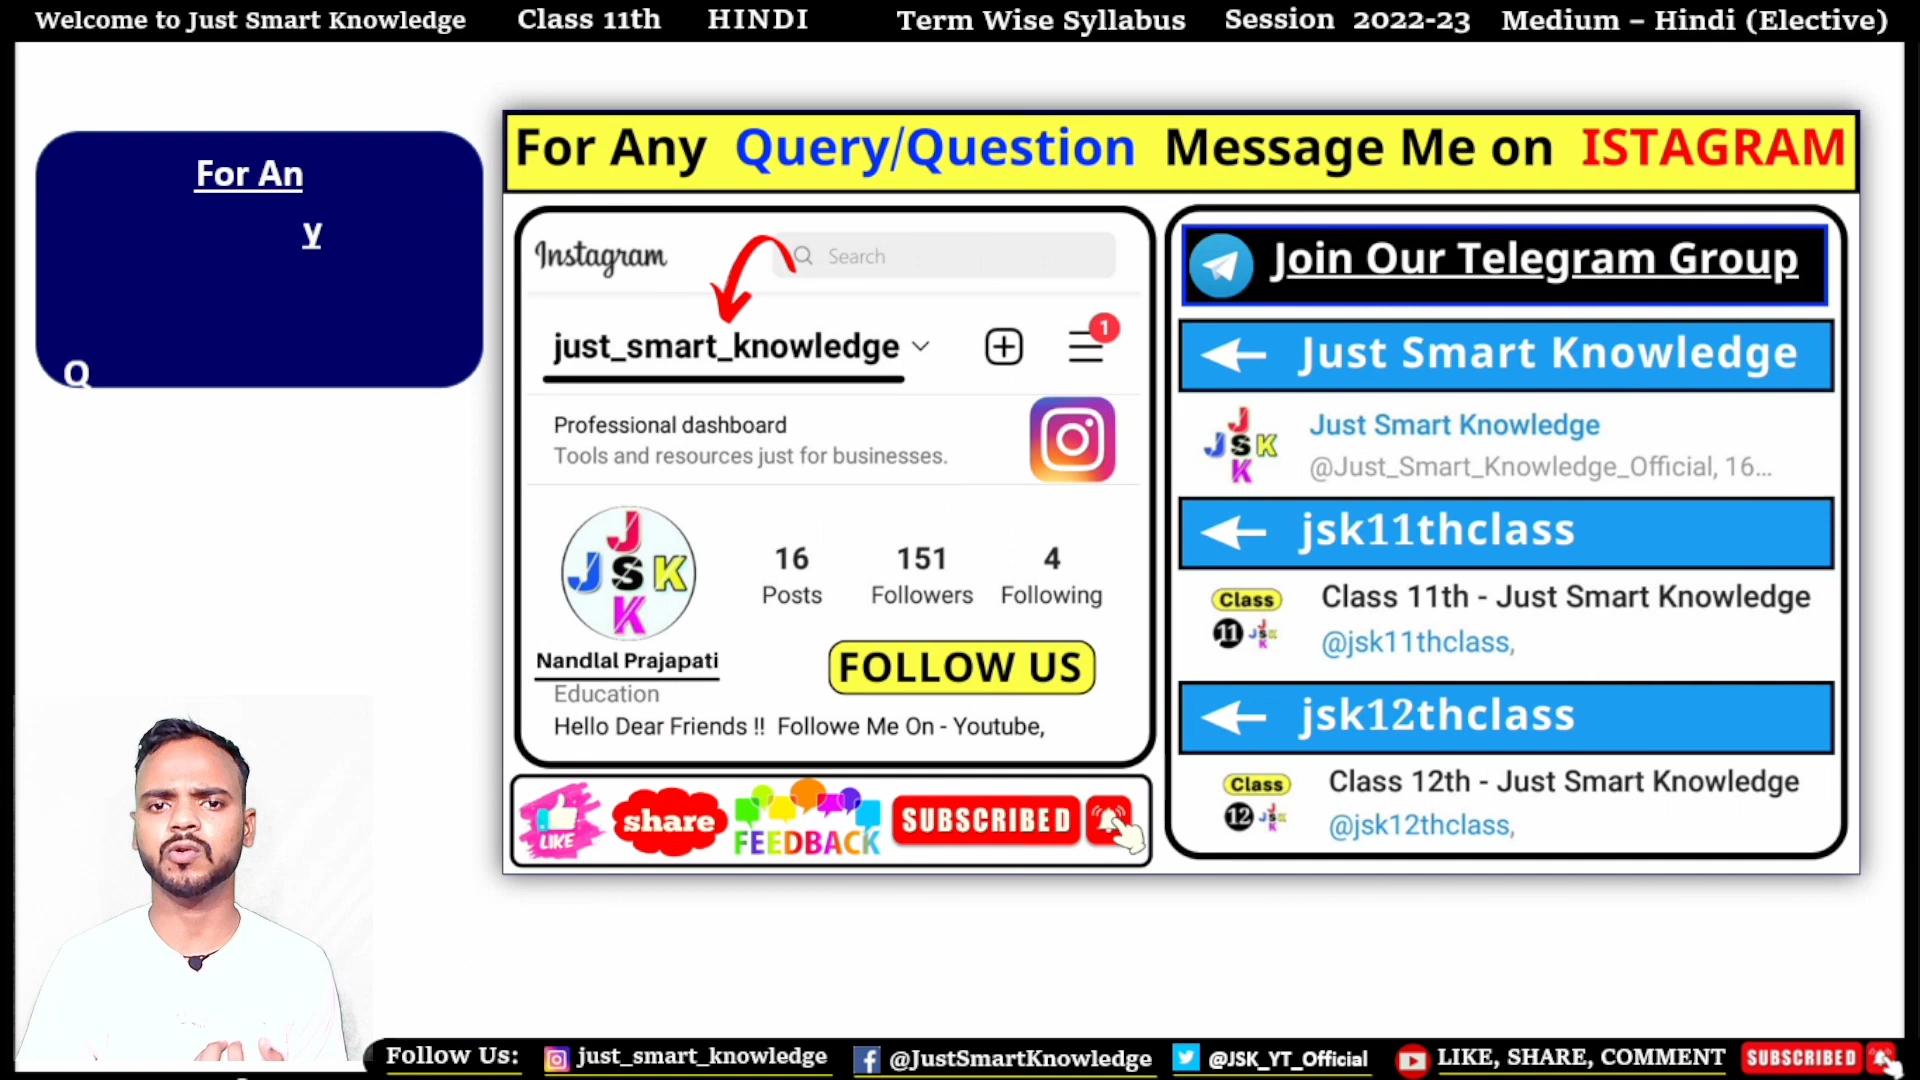 Welcome to Just Smart Knowledge Class 11th HINDI Term Wise Syllabus Session 2022-23 Medium – Hindi (Elective)
For An
y
Q
For Any Query/Question Message Me on ISTAGRAM
Instagram
Search
just_smart_knowledge
1
Professional dashboard
Tools and resources just for businesses.
J
J S K
K
16 151 4
Posts Followers Following
Nandlal Prajapati
FOLLOW US
Education
Hello Dear Friends !! Followe Me On - Youtube,
LIKE share FEEDBACK SUBSCRIBED
Join Our Telegram Group
Just Smart Knowledge
J
J S K
K
Just Smart Knowledge
@Just_Smart_Knowledge_Official, 16...
jsk11thclass
Class
11 JSK
Class 11th - Just Smart Knowledge
@jsk11thclass,
jsk12thclass
Class
12 JSK
Class 12th - Just Smart Knowledge
@jsk12thclass,
Follow Us: just_smart_knowledge @JustSmartKnowledge @JSK_YT_Official LIKE, SHARE, COMMENT SUBSCRIBED